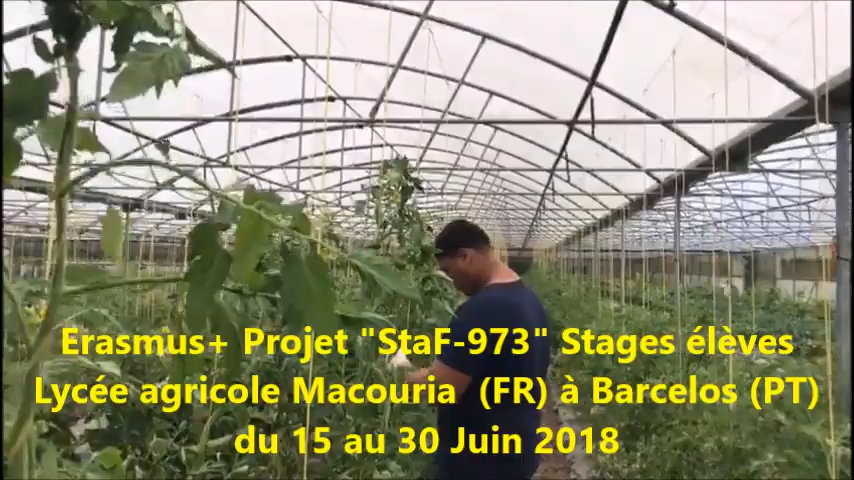 Erasmus+ Projet "StaF-973" Stages élèves
Lycée agricole Macouria (FR) à Barcelos (PT)
du 15 au 30 Juin 2018